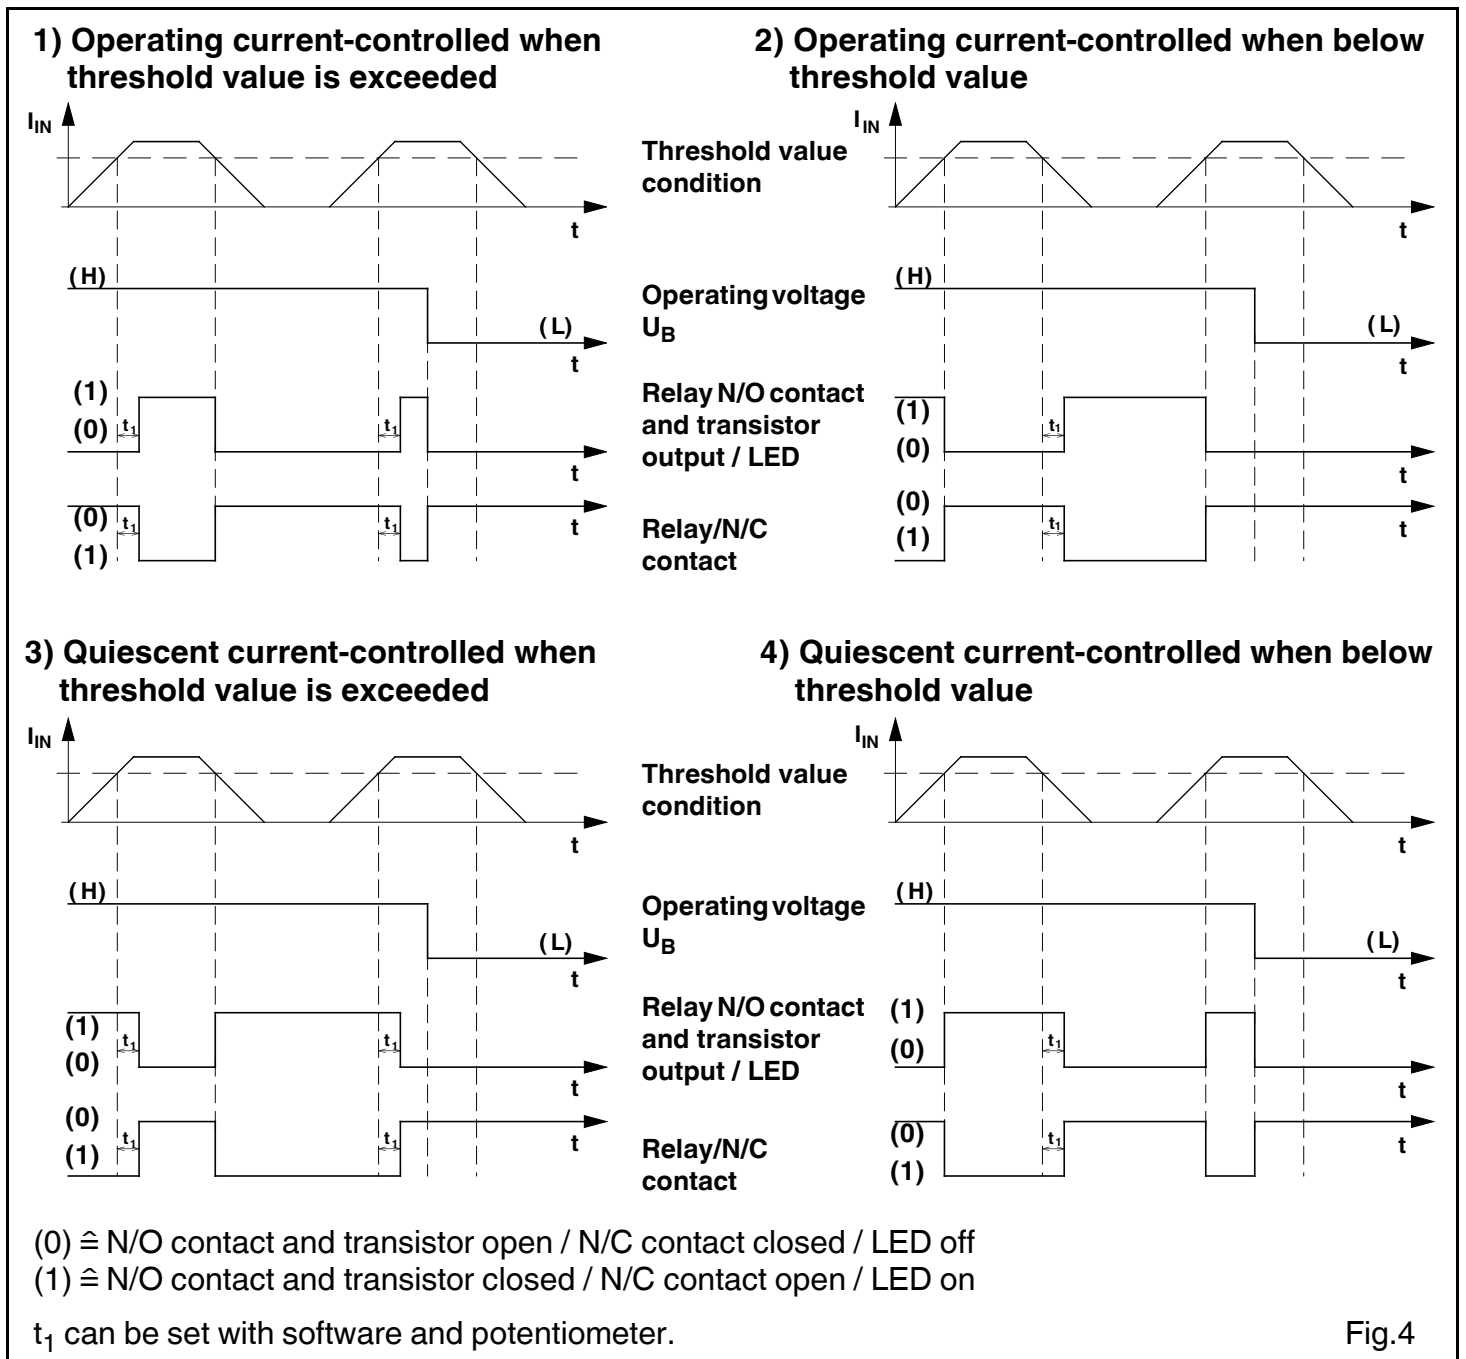 1) Operating current-controlled when
threshold value is exceeded
2) Operating current-controlled when below
threshold value
I_IN
t
Threshold value
condition
I_IN
t
(H)
(L)
t
Operating voltage
U_B
(H)
(L)
t
(1)
(0)
t₁
t₁
t
Relay N/O contact
and transistor
output / LED
(1)
(0)
t₁
t
(0)
(1)
t₁
t₁
t
Relay/N/C
contact
(0)
(1)
t₁
t
3) Quiescent current-controlled when
threshold value is exceeded
4) Quiescent current-controlled when below
threshold value
I_IN
t
Threshold value
condition
I_IN
t
(H)
(L)
t
Operating voltage
U_B
(H)
(L)
t
(1)
(0)
t₁
t₁
t
Relay N/O contact
and transistor
output / LED
(1)
(0)
t₁
t
(0)
(1)
t₁
t₁
t
Relay/N/C
contact
(0)
(1)
t₁
t
(0) ≙ N/O contact and transistor open / N/C contact closed / LED off
(1) ≙ N/O contact and transistor closed / N/C contact open / LED on
t₁ can be set with software and potentiometer.
Fig.4